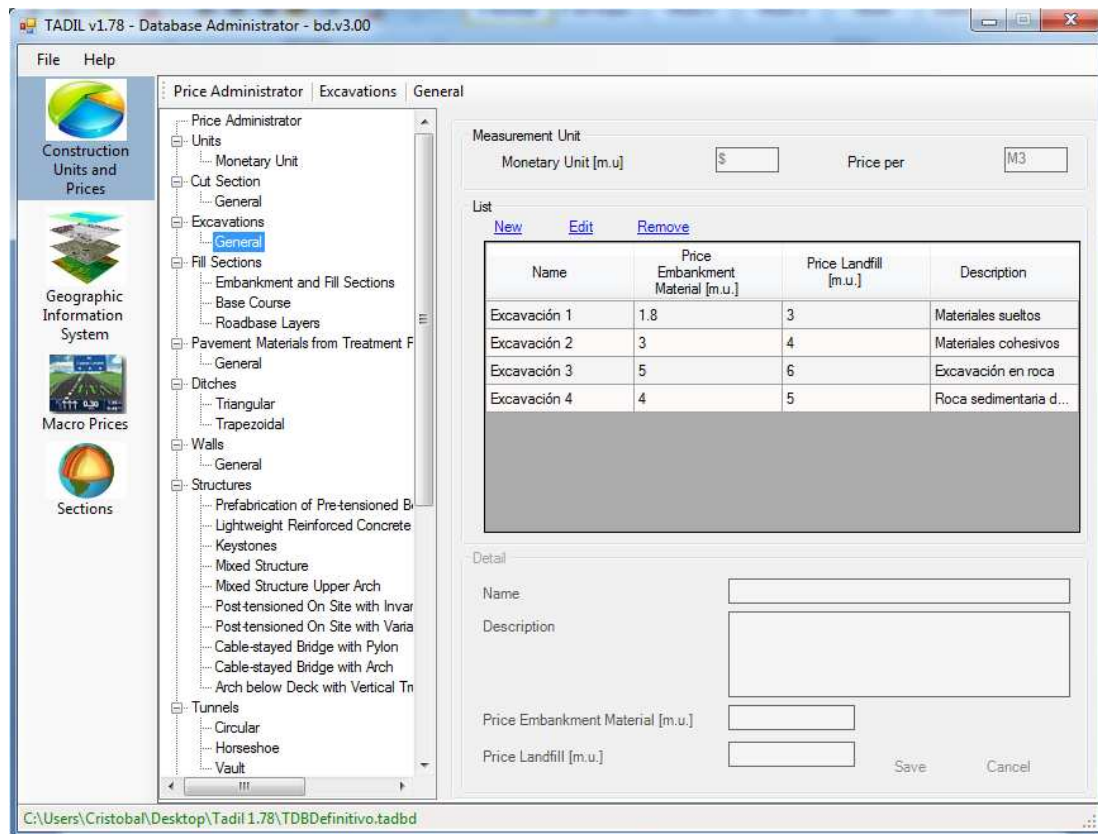 TADIL v1.78 - Database Administrator - bd.v3.00
File Help
Construction
Units and
Prices
Geographic
Information
System
Macro Prices
Sections
Price Administrator Excavations General
Price Administrator
Units
Monetary Unit
Cut Section
General
Excavations
General
Fill Sections
Embankment and Fill Sections
Base Course
Roadbase Layers
Pavement Materials from Treatment
General
Ditches
Triangular
Trapezoidal
Walls
General
Structures
Prefabrication of Pre-tensioned
Lightweight Reinforced Concrete
Keystones
Mixed Structure
Mixed Structure Upper Arch
Post-tensioned On Site with Invar
Post-tensioned On Site with Varia
Cable-stayed Bridge with Pylon
Cable-stayed Bridge with Arch
Arch below Deck with Vertical
Tunnels
Circular
Horseshoe
Vault
Measurement Unit
Monetary Unit [m.u] $ Price per M3
List
New Edit Remove
Name Price Embankment Material [m.u.] Price Landfill [m.u.] Description
Excavación 1 1.8 3 Materiales sueltos
Excavación 2 3 4 Materiales cohesivos
Excavación 3 5 6 Excavación en roca
Excavación 4 4 5 Roca sedimentaria d...
Detail
Name
Description
Price Embankment Material [m.u.]
Price Landfill [m.u.]
Save Cancel
C:\Users\Cristobal\Desktop\Tadil 1.78\TDBDefinitivo.tadbd